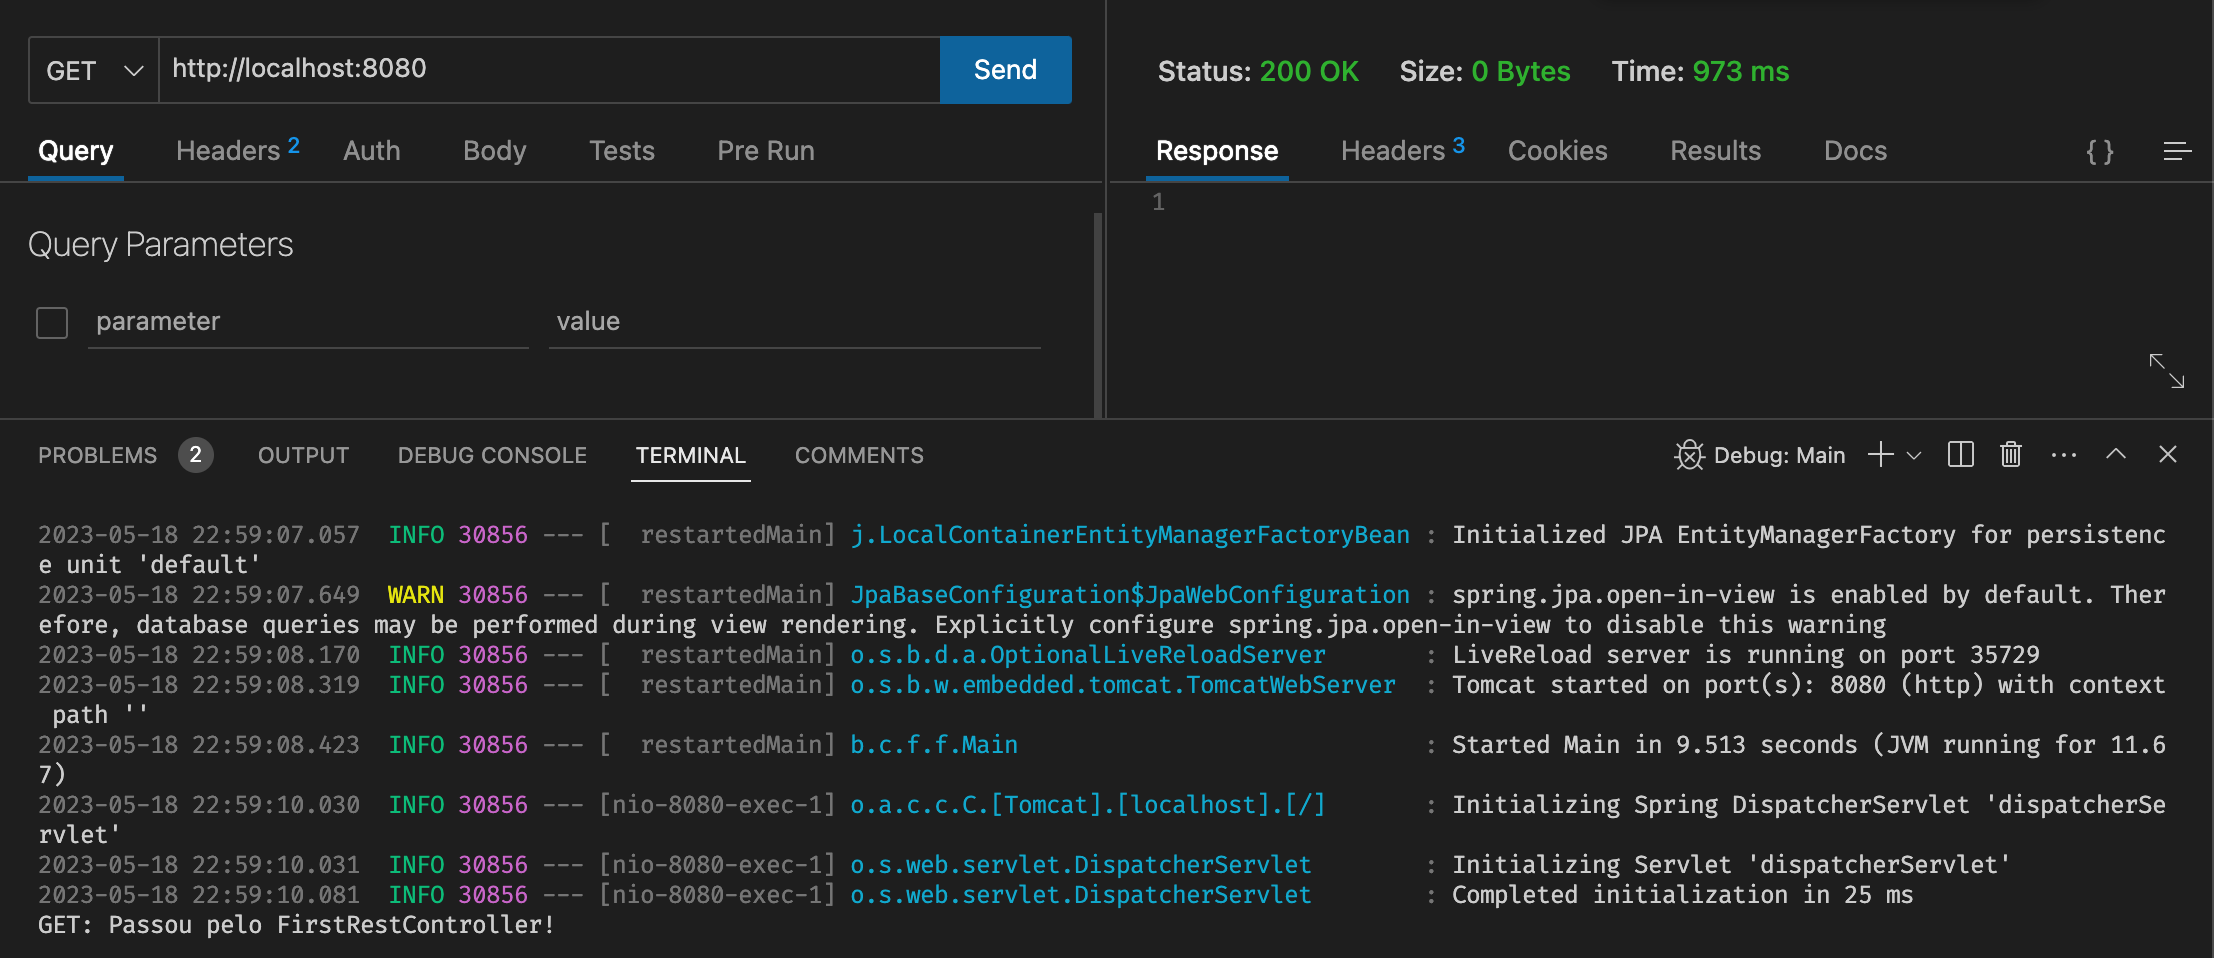 GET http://localhost:8080 Send
Status: 200 OK Size: 0 Bytes Time: 973 ms
Query Headers 2 Auth Body Tests Pre Run
Response Headers 3 Cookies Results Docs { }
1
Query Parameters
parameter value
PROBLEMS 2 OUTPUT DEBUG CONSOLE TERMINAL COMMENTS Debug: Main
2023-05-18 22:59:07.057  INFO 30856 --- [  restartedMain] j.LocalContainerEntityManagerFactoryBean : Initialized JPA EntityManagerFactory for persistenc
e unit 'default'
2023-05-18 22:59:07.649  WARN 30856 --- [  restartedMain] JpaBaseConfiguration$JpaWebConfiguration : spring.jpa.open-in-view is enabled by default. Ther
efore, database queries may be performed during view rendering. Explicitly configure spring.jpa.open-in-view to disable this warning
2023-05-18 22:59:08.170  INFO 30856 --- [  restartedMain] o.s.b.d.a.OptionalLiveReloadServer       : LiveReload server is running on port 35729
2023-05-18 22:59:08.319  INFO 30856 --- [  restartedMain] o.s.b.w.embedded.tomcat.TomcatWebServer  : Tomcat started on port(s): 8080 (http) with context
 path ''
2023-05-18 22:59:08.423  INFO 30856 --- [  restartedMain] b.c.f.f.Main                             : Started Main in 9.513 seconds (JVM running for 11.6
7)
2023-05-18 22:59:10.030  INFO 30856 --- [nio-8080-exec-1] o.a.c.c.C.[Tomcat].[localhost].[/]       : Initializing Spring DispatcherServlet 'dispatcherSe
rvlet'
2023-05-18 22:59:10.031  INFO 30856 --- [nio-8080-exec-1] o.s.web.servlet.DispatcherServlet        : Initializing Servlet 'dispatcherServlet'
2023-05-18 22:59:10.081  INFO 30856 --- [nio-8080-exec-1] o.s.web.servlet.DispatcherServlet        : Completed initialization in 25 ms
GET: Passou pelo FirstRestController!